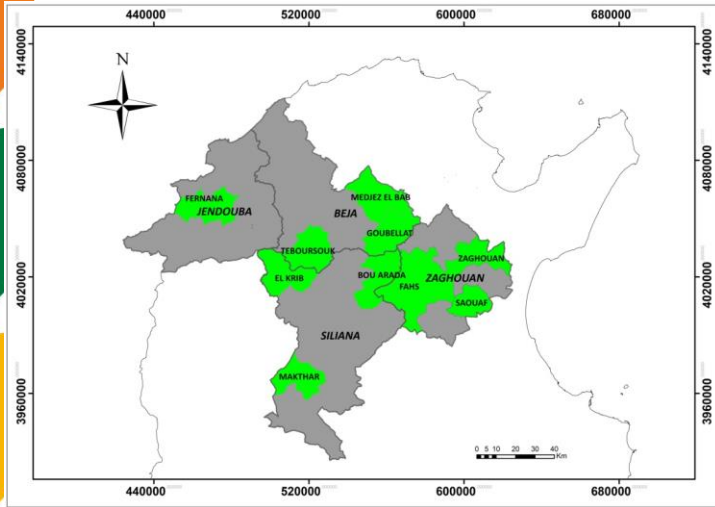 440000 520000 600000 680000
4140000 4140000
N
4080000 4080000
MEDJEZ EL BAB
FERNANA
JENDOUBA
BEJA
GOUBELLAT
TEBOURSOUK
ZAGHOUAN
EL KRIB
BOU ARADA
ZAGHOUAN
4020000 4020000
FAHS
SAOUAF
SILIANA
MAKTHAR
3960000 3960000
0 5 10 20 30 40
Km
440000 520000 600000 680000